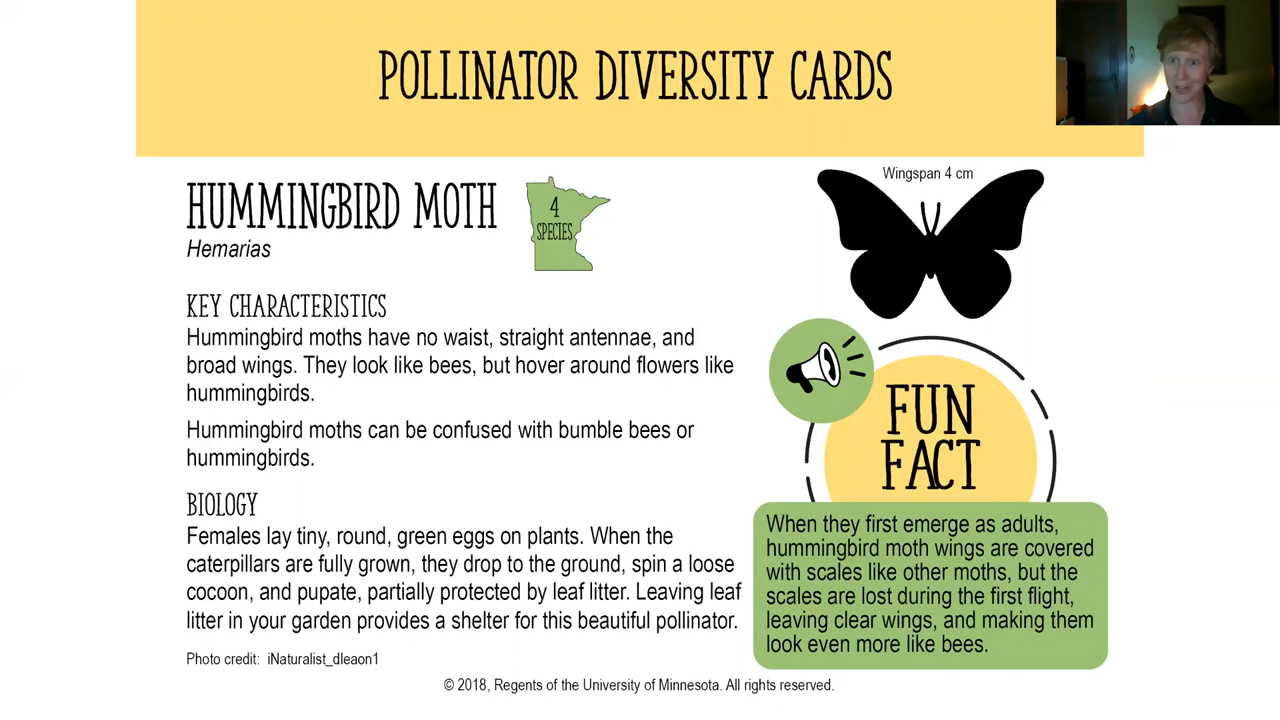 POLLINATOR DIVERSITY CARDS
HUMMINGBIRD MOTH
Hemarias
4
SPECIES
KEY CHARACTERISTICS
Hummingbird moths have no waist, straight antennae, and
broad wings. They look like bees, but hover around flowers like
hummingbirds.
Hummingbird moths can be confused with bumble bees or
hummingbirds.
BIOLOGY
Females lay tiny, round, green eggs on plants. When the
caterpillars are fully grown, they drop to the ground, spin a loose
cocoon, and pupate, partially protected by leaf litter. Leaving leaf
litter in your garden provides a shelter for this beautiful pollinator.
Photo credit: iNaturalist_dleaon1
Wingspan 4 cm
FUN
FACT
When they first emerge as adults,
hummingbird moth wings are covered
with scales like other moths, but the
scales are lost during the first flight,
leaving clear wings, and making them
look even more like bees.
© 2018, Regents of the University of Minnesota. All rights reserved.